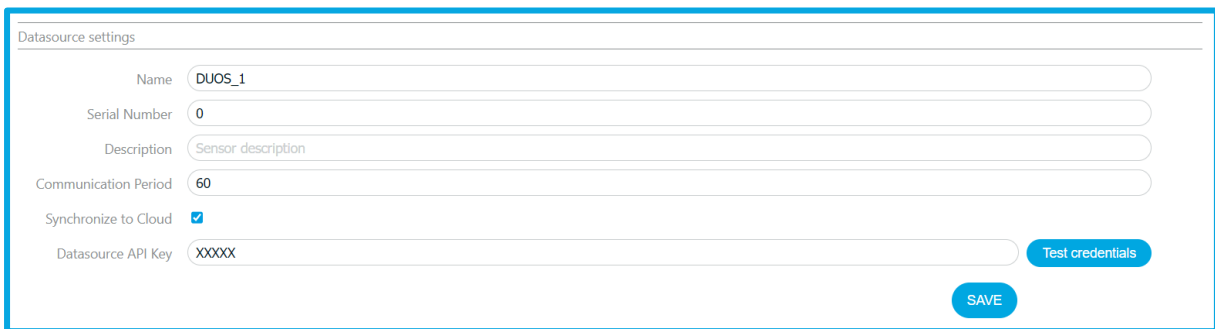 Datasource settings
Name DUOS_1
Serial Number 0
Description Sensor description
Communication Period 60
Synchronize to Cloud
Datasource API Key XXXXX Test credentials
SAVE